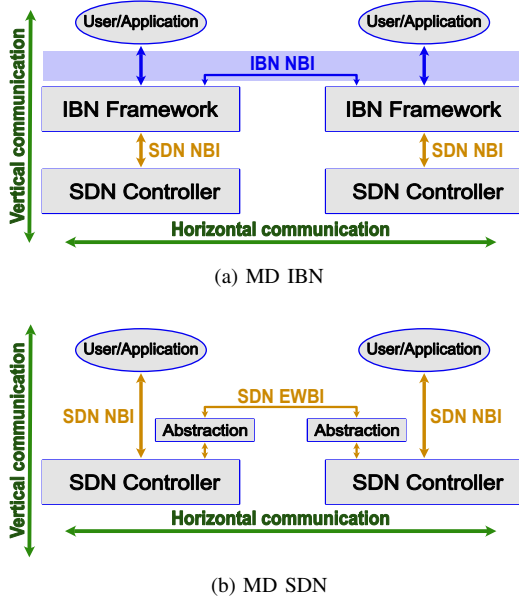 User/Application
User/Application
IBN NBI
IBN Framework
IBN Framework
SDN NBI
SDN NBI
SDN Controller
SDN Controller
Vertical communication
Horizontal communication
(a) MD IBN
User/Application
User/Application
SDN NBI
SDN EWBI
SDN NBI
Abstraction
Abstraction
SDN Controller
SDN Controller
Vertical communication
Horizontal communication
(b) MD SDN